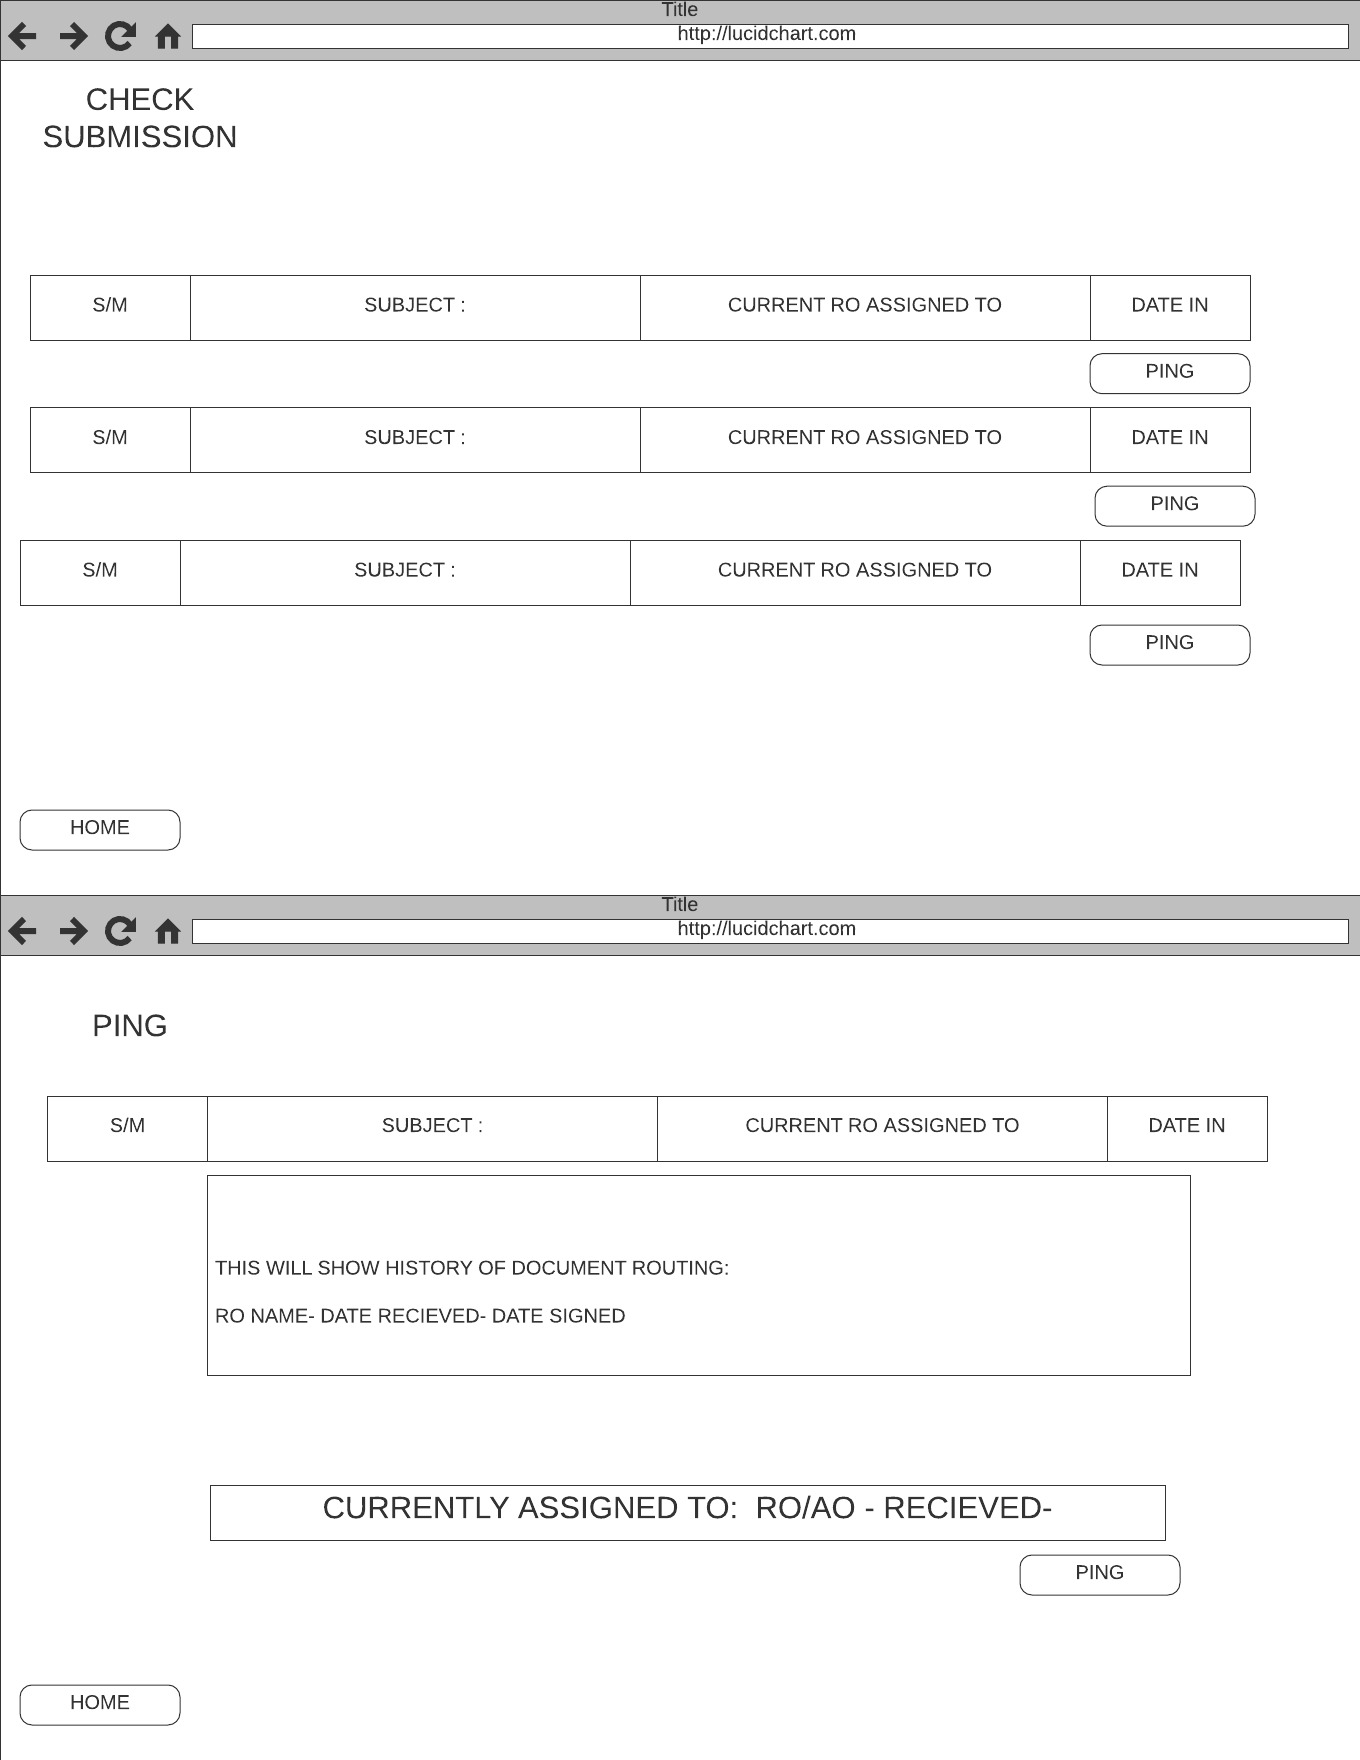 Title
http://lucidchart.com
CHECK
SUBMISSION
S/M SUBJECT : CURRENT RO ASSIGNED TO DATE IN
PING
S/M SUBJECT : CURRENT RO ASSIGNED TO DATE IN
PING
S/M SUBJECT : CURRENT RO ASSIGNED TO DATE IN
PING
HOME
Title
http://lucidchart.com
PING
S/M SUBJECT : CURRENT RO ASSIGNED TO DATE IN
THIS WILL SHOW HISTORY OF DOCUMENT ROUTING:
RO NAME- DATE RECIEVED- DATE SIGNED
CURRENTLY ASSIGNED TO:  RO/AO - RECIEVED-
PING
HOME